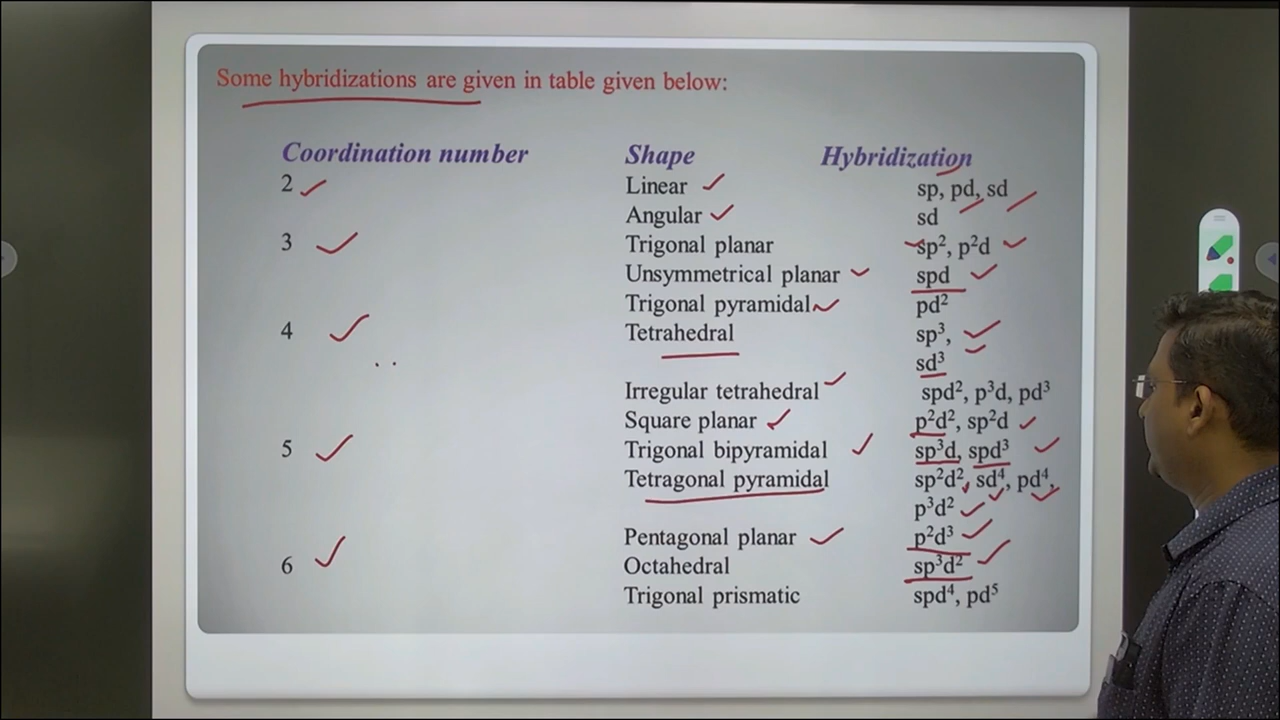 Some hybridizations are given in table given below:
Coordination number Shape Hybridization
2 Linear sp, pd, sd
Angular sd
3 Trigonal planar sp², p²d
Unsymmetrical planar spd
Trigonal pyramidal pd²
4 Tetrahedral sp³,
sd³
Irregular tetrahedral spd², p³d, pd³
Square planar p²d², sp²d
5 Trigonal bipyramidal sp³d, spd³
Tetragonal pyramidal sp²d², sd⁴, pd⁴,
p³d²
Pentagonal planar p²d³
6 Octahedral sp³d²
Trigonal prismatic spd⁴, pd⁵